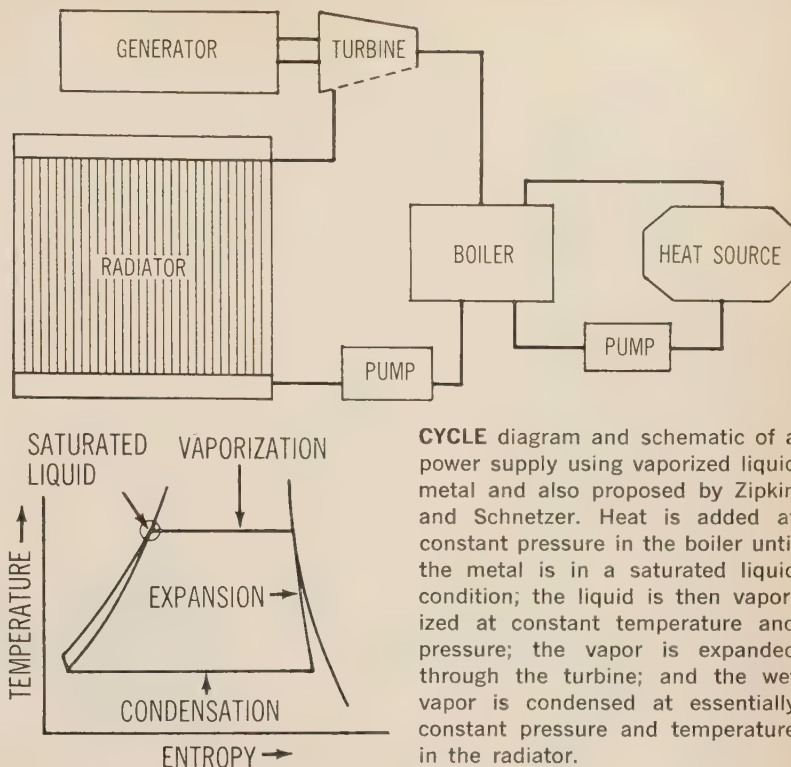 GENERATOR
TURBINE
RADIATOR
BOILER
HEAT SOURCE
PUMP
PUMP
SATURATED
LIQUID
VAPORIZATION
TEMPERATURE
EXPANSION
CONDENSATION
ENTROPY
CYCLE diagram and schematic of a
power supply using vaporized liquid
metal and also proposed by Zipkin
and Schnetzer. Heat is added at
constant pressure in the boiler until
the metal is in a saturated liquid
condition; the liquid is then vapor-
ized at constant temperature and
pressure; the vapor is expanded
through the turbine; and the wet
vapor is condensed at essentially
constant pressure and temperature
in the radiator.